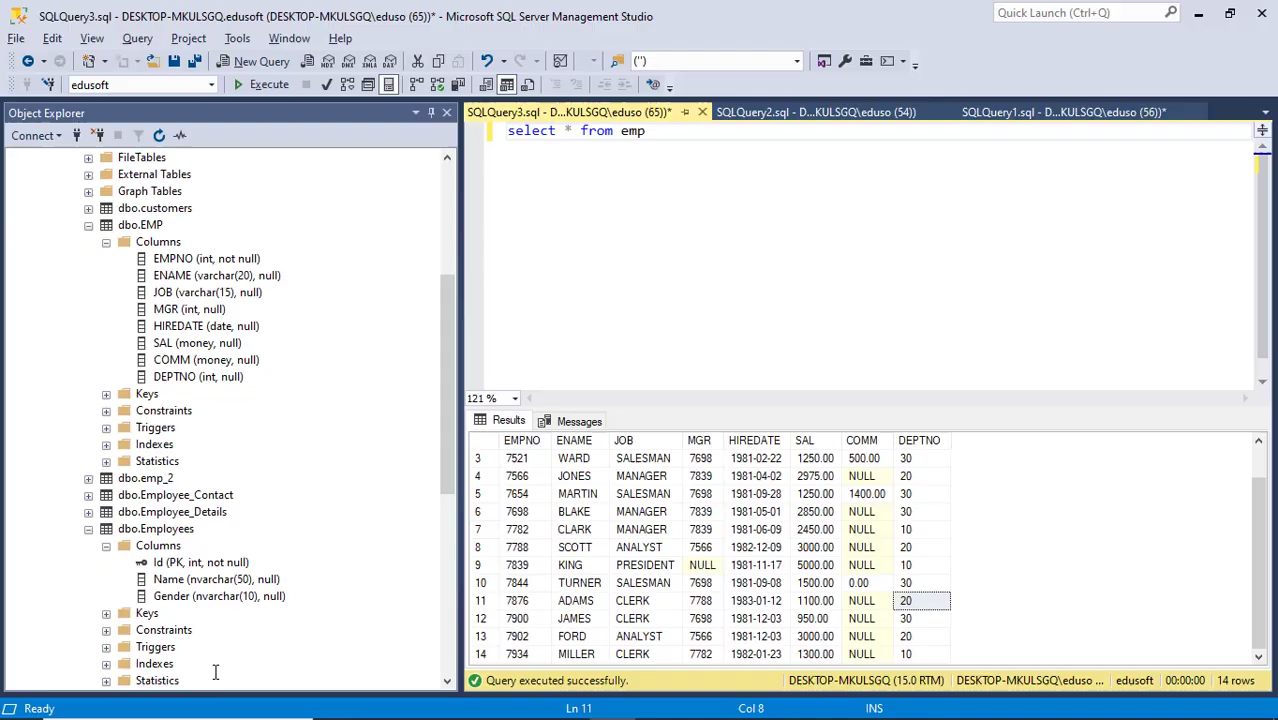 SQLQuery3.sql - DESKTOP-MKULSGQ.edusoft (DESKTOP-MKULSGQ\eduso (65))* - Microsoft SQL Server Management Studio
Quick Launch (Ctrl+Q)
File Edit View Query Project Tools Window Help
New Query
MDX DMX XMLA DAX
('')
edusoft
Execute
Object Explorer
SQLQuery3.sql - D...KULSGQ\eduso (65))*
SQLQuery2.sql - D...KULSGQ\eduso (54))
SQLQuery1.sql - D...KULSGQ\eduso (56))*
Connect
select * from emp
FileTables
External Tables
Graph Tables
dbo.customers
dbo.EMP
Columns
EMPNO (int, not null)
ENAME (varchar(20), null)
JOB (varchar(15), null)
MGR (int, null)
HIREDATE (date, null)
SAL (money, null)
COMM (money, null)
DEPTNO (int, null)
Keys
Constraints
Triggers
Indexes
Statistics
dbo.emp_2
dbo.Employee_Contact
dbo.Employee_Details
dbo.Employees
Columns
Id (PK, int, not null)
Name (nvarchar(50), null)
Gender (nvarchar(10), null)
Keys
Constraints
Triggers
Indexes
Statistics
121 %
Results Messages
EMPNO ENAME JOB MGR HIREDATE SAL COMM DEPTNO
3 7521 WARD SALESMAN 7698 1981-02-22 1250.00 500.00 30
4 7566 JONES MANAGER 7839 1981-04-02 2975.00 NULL 20
5 7654 MARTIN SALESMAN 7698 1981-09-28 1250.00 1400.00 30
6 7698 BLAKE MANAGER 7839 1981-05-01 2850.00 NULL 30
7 7782 CLARK MANAGER 7839 1981-06-09 2450.00 NULL 10
8 7788 SCOTT ANALYST 7566 1982-12-09 3000.00 NULL 20
9 7839 KING PRESIDENT NULL 1981-11-17 5000.00 NULL 10
10 7844 TURNER SALESMAN 7698 1981-09-08 1500.00 0.00 30
11 7876 ADAMS CLERK 7788 1983-01-12 1100.00 NULL 20
12 7900 JAMES CLERK 7698 1981-12-03 950.00 NULL 30
13 7902 FORD ANALYST 7566 1981-12-03 3000.00 NULL 20
14 7934 MILLER CLERK 7782 1982-01-23 1300.00 NULL 10
Query executed successfully.
DESKTOP-MKULSGQ (15.0 RTM) DESKTOP-MKULSGQ\eduso ... edusoft 00:00:00 14 rows
Ready
Ln 11 Col 8 INS